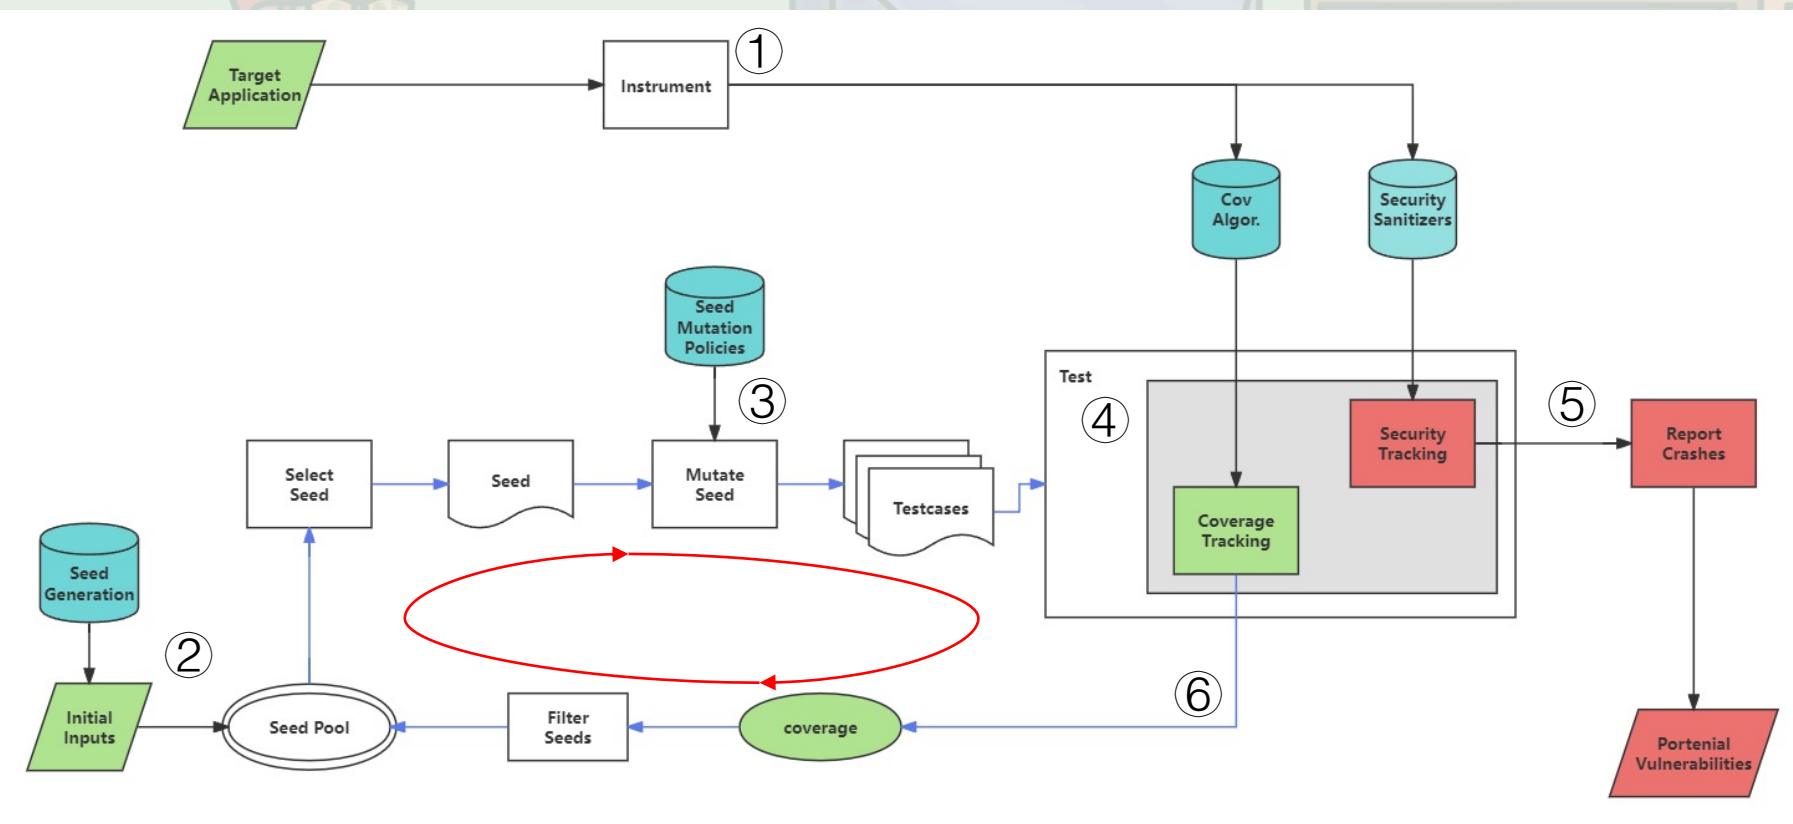 Target
Application
Instrument
①
Cov
Algor.
Security
Sanitizers
Seed
Mutation
Policies
③
Test
④
Security
Tracking
⑤
Report
Crashes
Select
Seed
Seed
Mutate
Seed
Testcases
Coverage
Tracking
Seed
Generation
②
Initial
Inputs
Seed Pool
Filter
Seeds
coverage
⑥
Portenial
Vulnerabilities